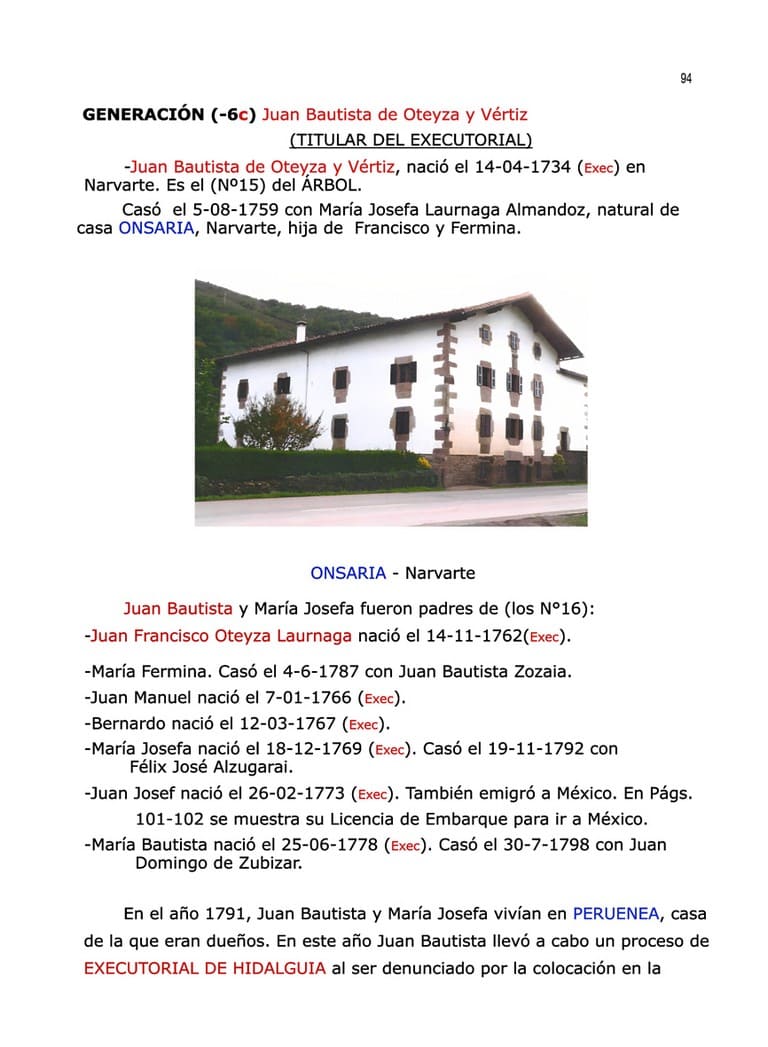 94
GENERACIÓN (-6c) Juan Bautista de Oteyza y Vértiz
(TITULAR DEL EXECUTORIAL)
-Juan Bautista de Oteyza y Vértiz, nació el 14-04-1734 (Exec) en
Narvarte. Es el (Nº15) del ÁRBOL.
Casó el 5-08-1759 con María Josefa Laurnaga Almandoz, natural de
casa ONSARIA, Narvarte, hija de Francisco y Fermina.
ONSARIA - Narvarte
Juan Bautista y María Josefa fueron padres de (los N°16):
-Juan Francisco Oteyza Laurnaga nació el 14-11-1762(Exec).
-María Fermina. Casó el 4-6-1787 con Juan Bautista Zozaia.
-Juan Manuel nació el 7-01-1766 (Exec).
-Bernardo nació el 12-03-1767 (Exec).
-María Josefa nació el 18-12-1769 (Exec). Casó el 19-11-1792 con
Félix José Alzugarai.
-Juan Josef nació el 26-02-1773 (Exec). También emigró a México. En Págs.
101-102 se muestra su Licencia de Embarque para ir a México.
-María Bautista nació el 25-06-1778 (Exec). Casó el 30-7-1798 con Juan
Domingo de Zubizar.
En el año 1791, Juan Bautista y María Josefa vivían en PERUENEA, casa
de la que eran dueños. En este año Juan Bautista llevó a cabo un proceso de
EXECUTORIAL DE HIDALGUIA al ser denunciado por la colocación en la